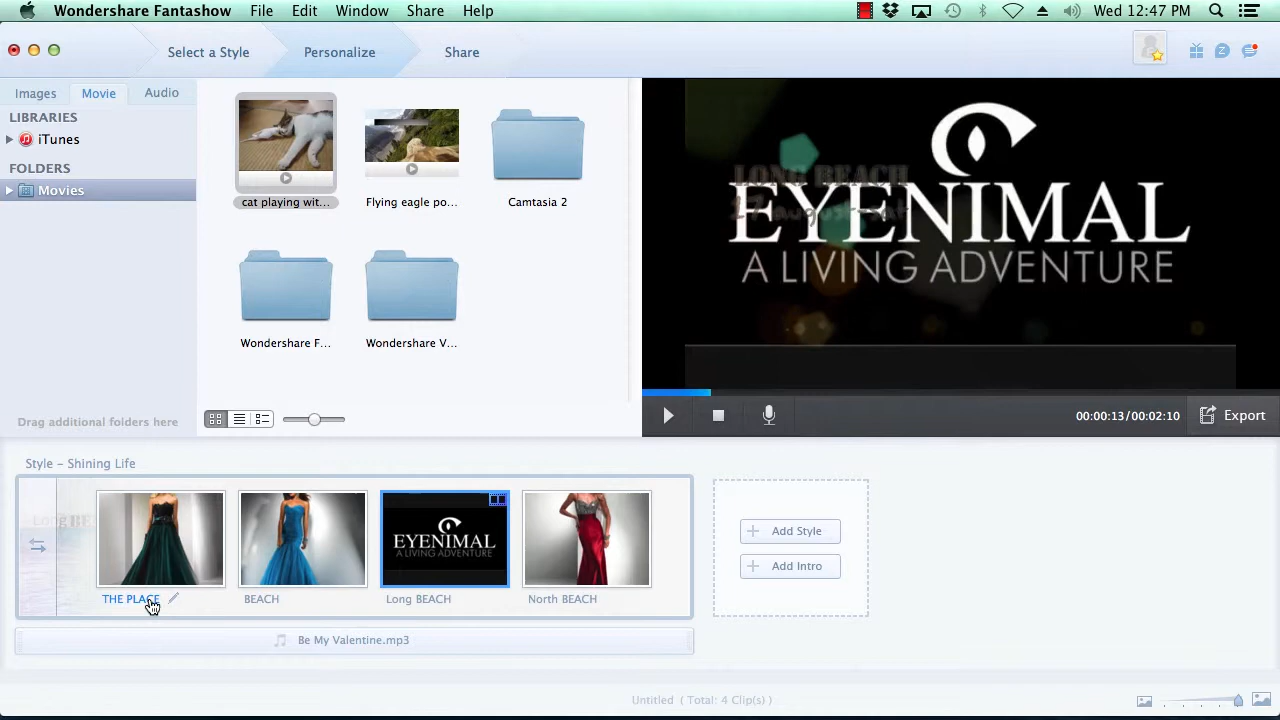 Wondershare Fantashow File Edit Window Share Help Wed 12:47 PM
Select a Style Personalize Share
Images Movie Audio
LIBRARIES
iTunes
FOLDERS
Movies
Drag additional folders here
cat playing wit... Flying eagle po... Camtasia 2
Wondershare F... Wondershare V...
LONG BEACH
EYENIMAL
A LIVING ADVENTURE
00:00:13/00:02:10 Export
Style – Shining Life
EYENIMAL
A LIVING ADVENTURE
THE PLACE BEACH Long BEACH North BEACH
Add Style
Add Intro
Be My Valentine.mp3
Untitled ( Total: 4 Clip(s) )